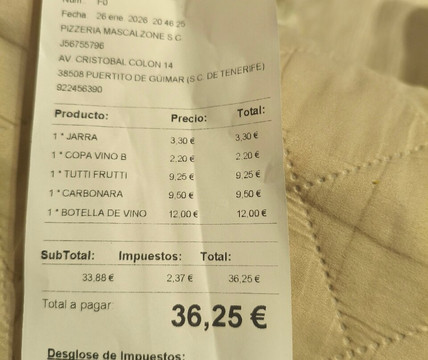 Núm. F0
Fecha 26 ene 2026 20:46:25
PIZZERIA MASCALZONE S.C
J56755796
AV. CRISTOBAL COLON 14
38508 PUERTITO DE GÜIMAR (S.C. DE TENERIFE)
922456390
Producto: Precio: Total:
1 * JARRA 3,30 € 3,30 €
1 * COPA VINO B 2,20 € 2,20 €
1 * TUTTI FRUTTI 9,25 € 9,25 €
1 * CARBONARA 9,50 € 9,50 €
1 * BOTELLA DE VINO 12,00 € 12,00 €
SubTotal: Impuestos: Total:
33,88 € 2,37 € 36,25 €
Total a pagar 36,25 €
Desglose de Impuestos: